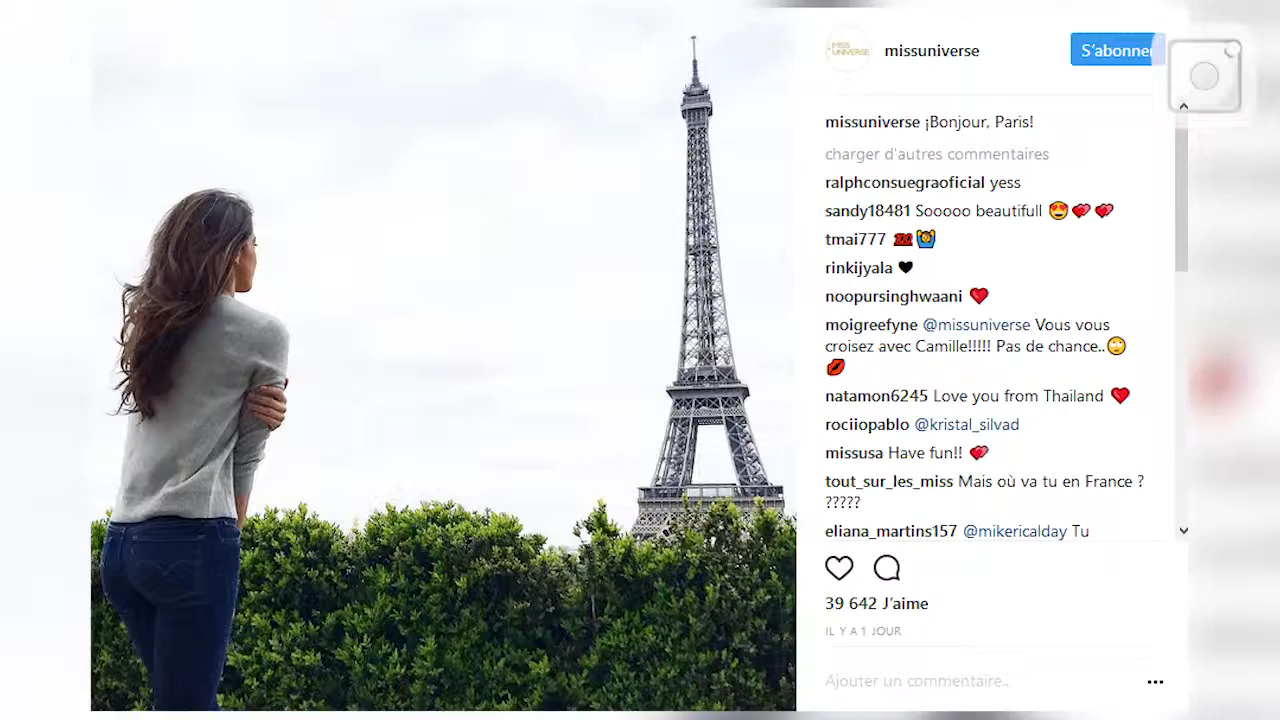 MISS
UNIVERSE
missuniverse
S'abonner
missuniverse ¡Bonjour, Paris!
charger d'autres commentaires
ralphconsuegraoficial yess
sandy18481 Sooooo beautifull 😍💕💕
tmai777 💯🙆
rinkijyala ♥
noopursinghwaani ❤
moigreefyne @missuniverse Vous vous
croisez avec Camille!!!!! Pas de chance..🙄
💋
natamon6245 Love you from Thailand ❤
rociiopablo @kristal_silvad
missusa Have fun!! 💕
tout_sur_les_miss Mais où va tu en France ?
?????
eliana_martins157 @mikericalday Tu
39 642 J'aime
IL Y A 1 JOUR
Ajouter un commentaire...